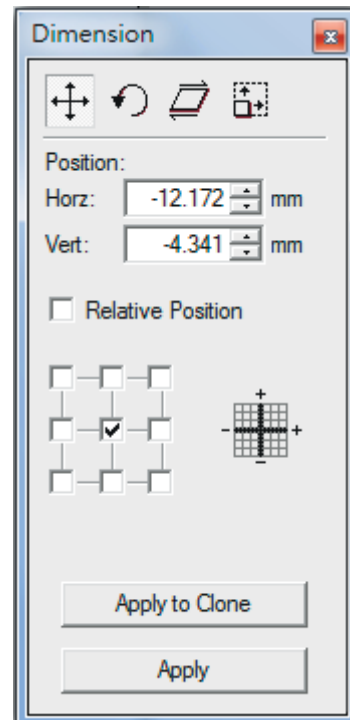 Dimension
Position:
Horz: -12.172 mm
Vert: -4.341 mm
Relative Position
+
- +
-
Apply to Clone
Apply